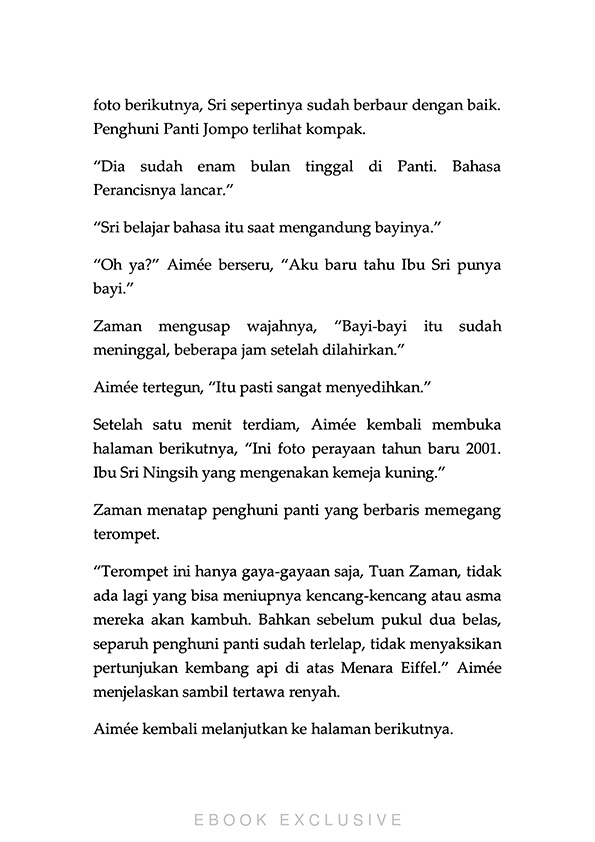 foto berikutnya, Sri sepertinya sudah berbaur dengan baik.
Penghuni Panti Jompo terlihat kompak.
“Dia sudah enam bulan tinggal di Panti. Bahasa
Perancisnya lancar.”
“Sri belajar bahasa itu saat mengandung bayinya.”
“Oh ya?” Aimée berseru, “Aku baru tahu Ibu Sri punya
bayi.”
Zaman mengusap wajahnya, “Bayi-bayi itu sudah
meninggal, beberapa jam setelah dilahirkan.”
Aimée tertegun, “Itu pasti sangat menyedihkan.”
Setelah satu menit terdiam, Aimée kembali membuka
halaman berikutnya, “Ini foto perayaan tahun baru 2001.
Ibu Sri Ningsih yang mengenakan kemeja kuning.”
Zaman menatap penghuni panti yang berbaris memegang
terompet.
“Terompet ini hanya gaya-gayaan saja, Tuan Zaman, tidak
ada lagi yang bisa meniupnya kencang-kencang atau asma
mereka akan kambuh. Bahkan sebelum pukul dua belas,
separuh penghuni panti sudah terlelap, tidak menyaksikan
pertunjukan kembang api di atas Menara Eiffel.” Aimée
menjelaskan sambil tertawa renyah.
Aimée kembali melanjutkan ke halaman berikutnya.
EBOOK EXCLUSIVE